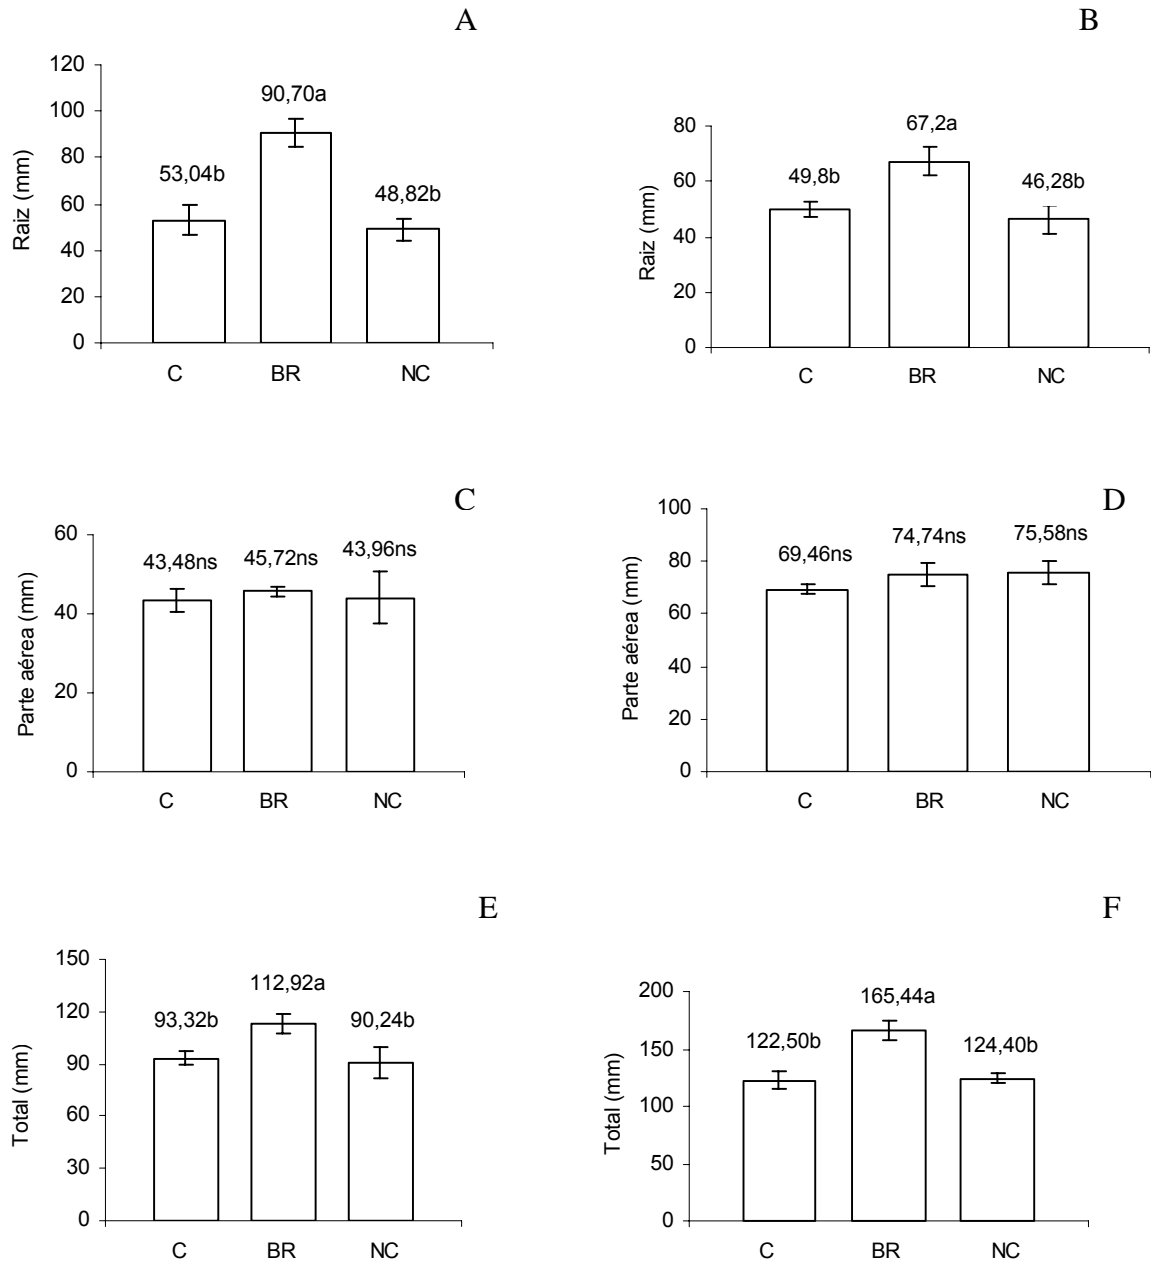 A
120
100
80
60
40
20
0
Raiz (mm)
53,04b
90,70a
48,82b
C
BR
NC
B
80
60
40
20
0
Raiz (mm)
49,8b
67,2a
46,28b
C
BR
NC
C
60
40
20
0
Parte aérea (mm)
43,48ns
45,72ns
43,96ns
C
BR
NC
D
100
80
60
40
20
0
Parte aérea (mm)
69,46ns
74,74ns
75,58ns
C
BR
NC
E
150
120
90
60
30
0
Total (mm)
93,32b
112,92a
90,24b
C
BR
NC
F
200
150
100
50
0
Total (mm)
122,50b
165,44a
124,40b
C
BR
NC